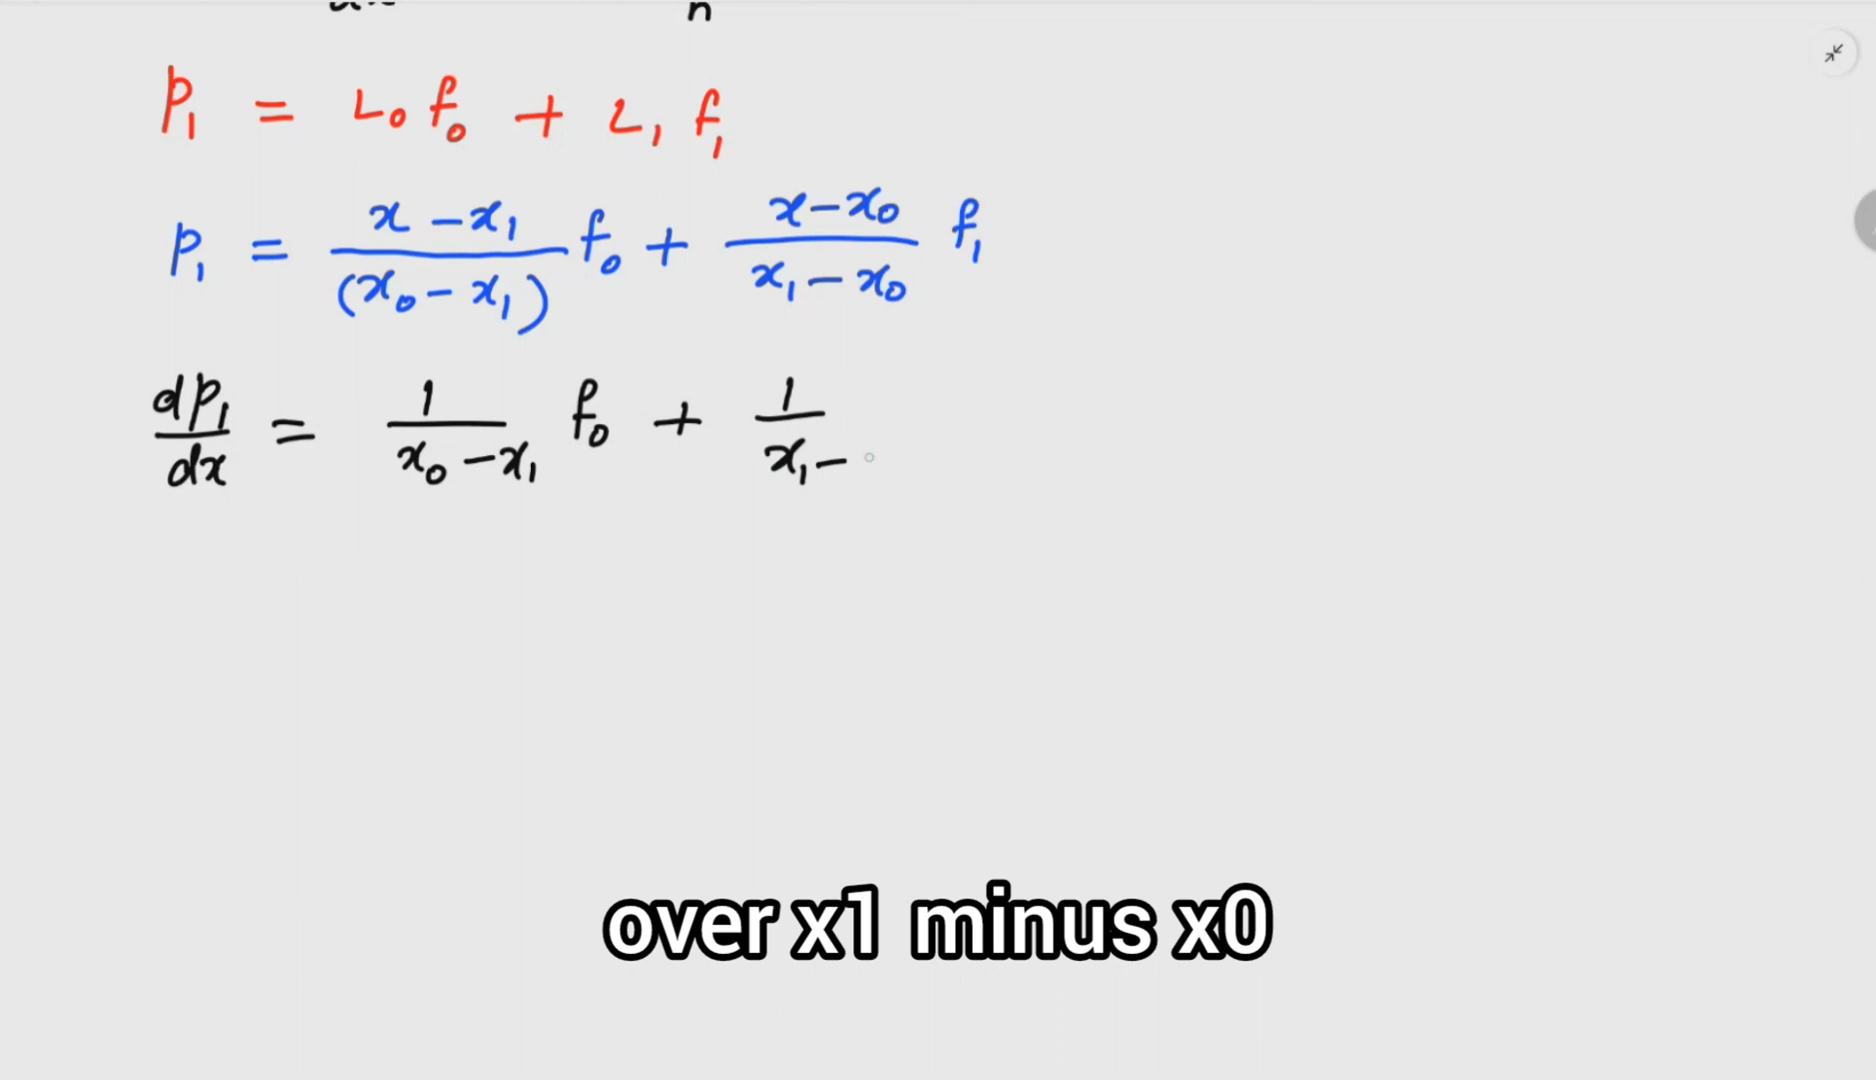 n
p₁ = L₀ f₀ + L₁ f₁
p₁ = x - x₁ / (x₀ - x₁) f₀ + x - x₀ / x₁ - x₀ f₁
dp₁ / dx = 1 / x₀ - x₁ f₀ + 1 / x₁ -
over x1 minus x0